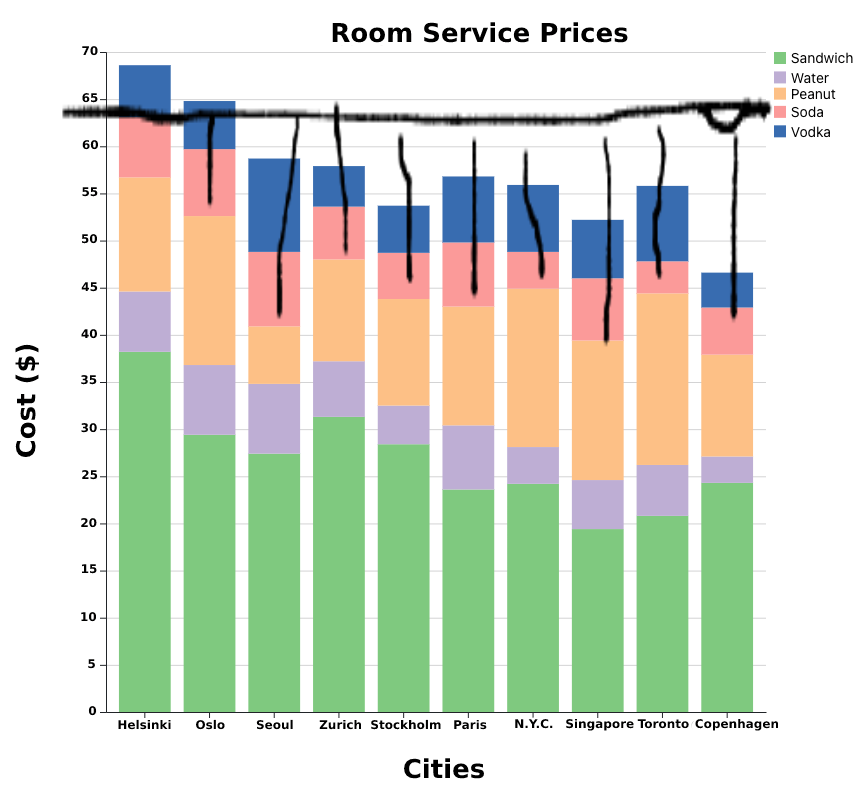 Room Service Prices
Sandwich
Water
Peanut
Soda
Vodka
70
65
60
55
50
45
40
35
30
25
20
15
10
5
0
Cost ($)
Helsinki Oslo Seoul Zurich Stockholm Paris N.Y.C. Singapore Toronto Copenhagen
Cities